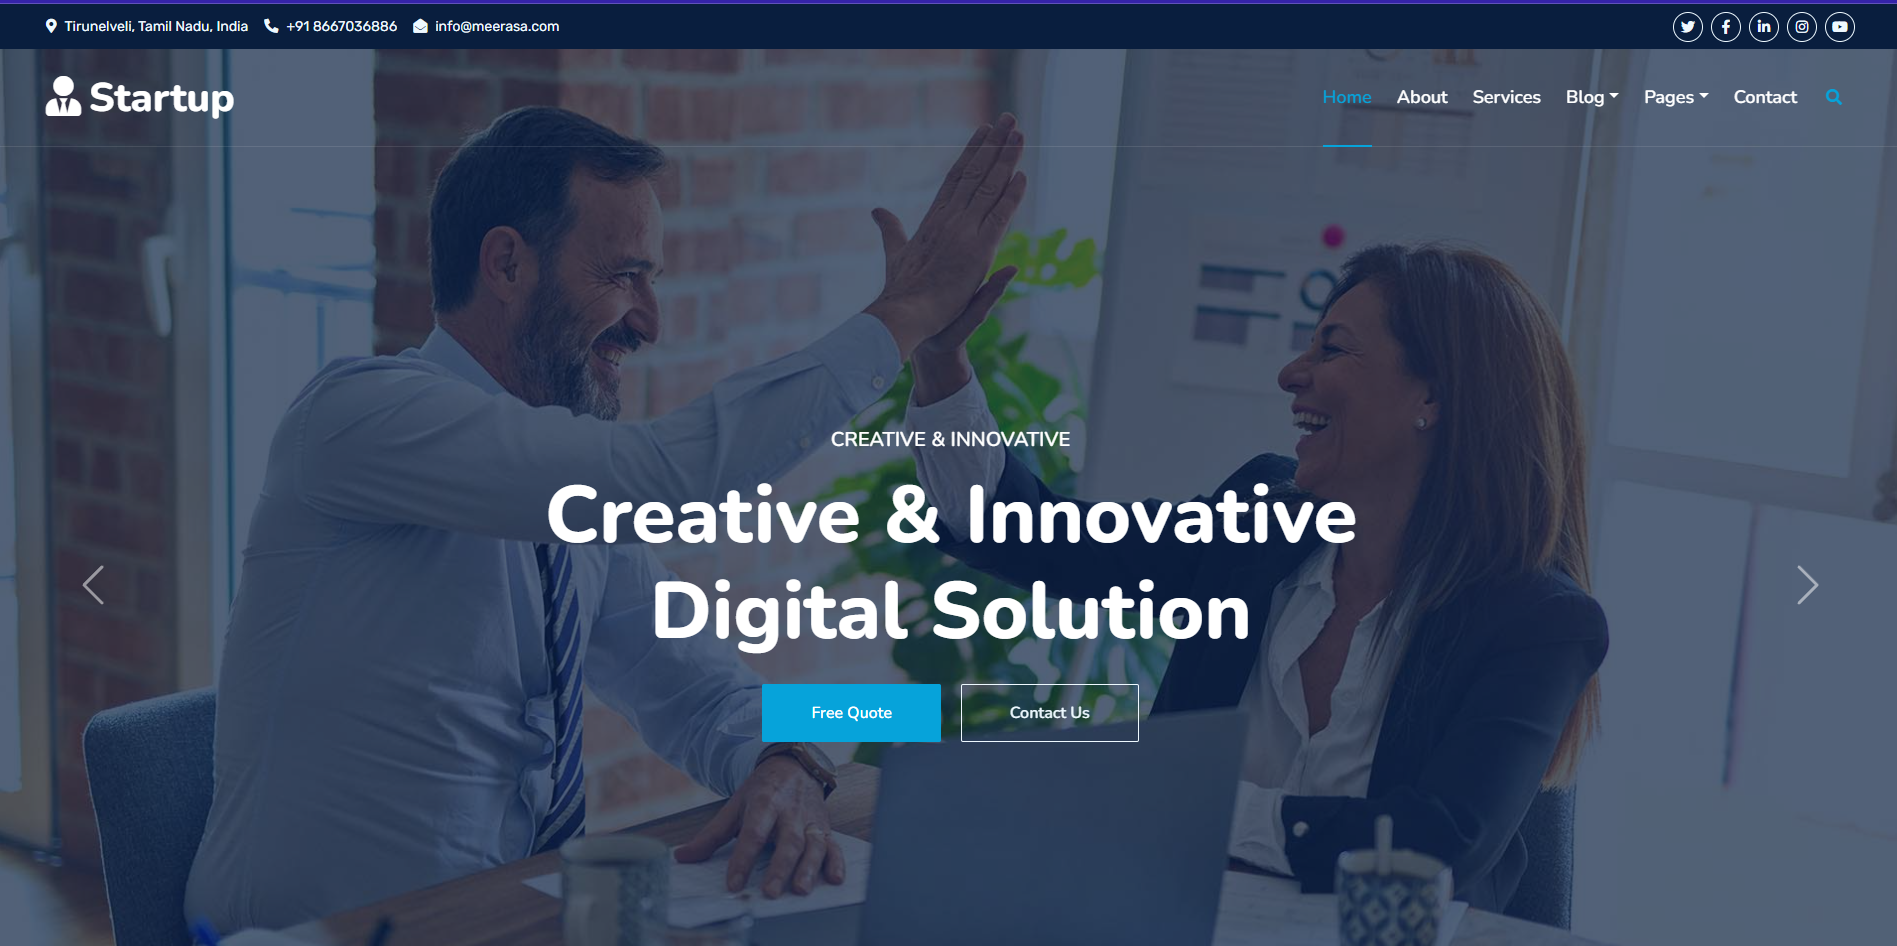 Tirunelveli, Tamil Nadu, India +91 8667036886 info@meerasa.com
Startup
Home About Services Blog Pages Contact
CREATIVE & INNOVATIVE
Creative & Innovative
Digital Solution
Free Quote Contact Us